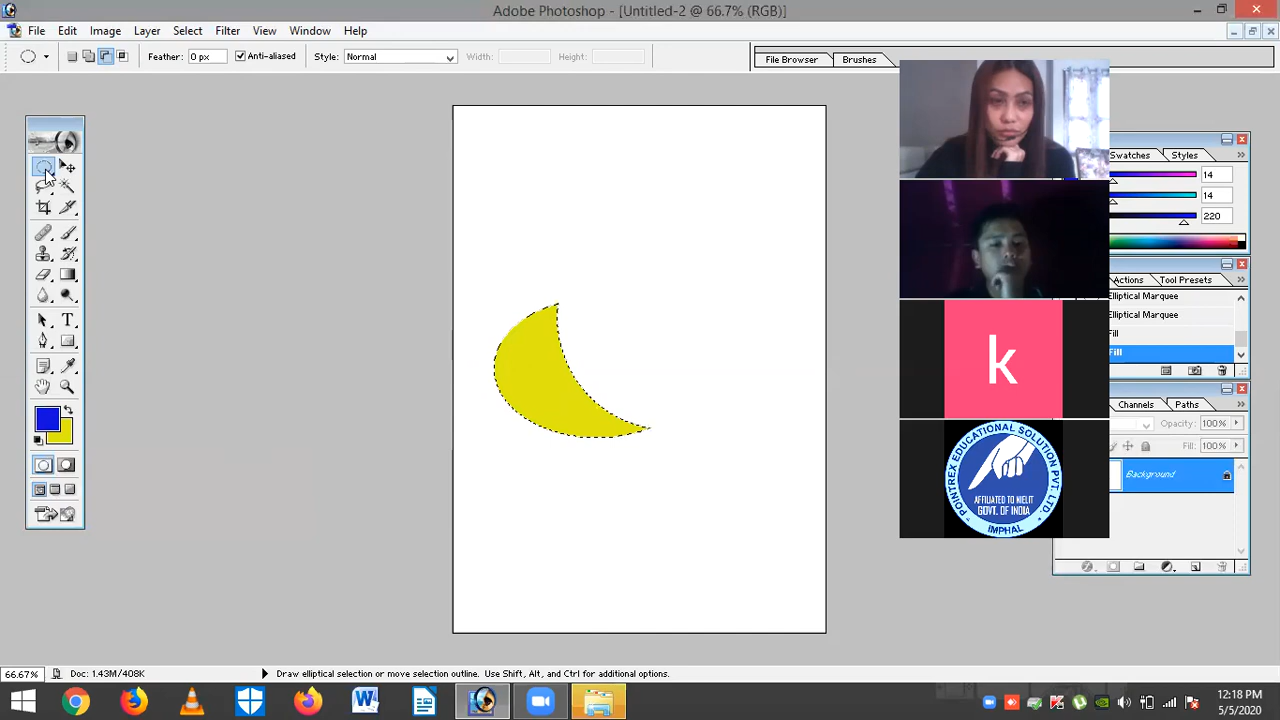 Adobe Photoshop - [Untitled-2 @ 66.7% (RGB)]
File Edit Image Layer Select Filter View Window Help
Feather: 0 px Anti-aliased Style: Normal Width: Height:
File Browser Brushes
Swatches Styles
14
14
220
Actions Tool Presets
Elliptical Marquee
Elliptical Marquee
Fill
Fill
k
Channels Paths
Opacity: 100%
Fill: 100%
Background
POINTREX EDUCATIONAL SOLUTION PVT. LTD.
AFFILIATED TO NIELIT
GOVT. OF INDIA
IMPHAL
66.67% Doc: 1.43M/408K Draw elliptical selection or move selection outline. Use Shift, Alt, and Ctrl for additional options.
12:18 PM
5/5/2020